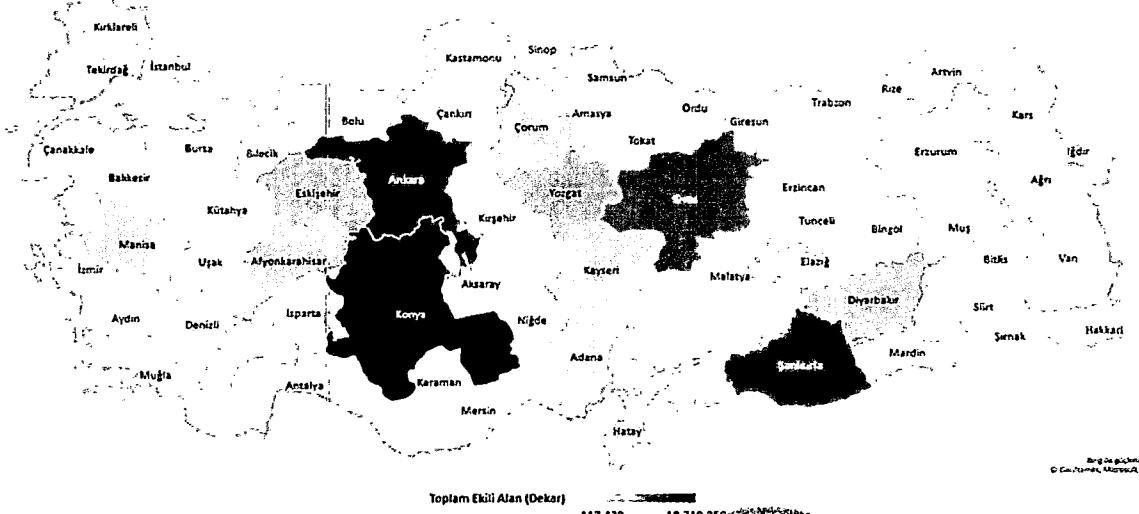 Kırklareli
Tekirdağ İstanbul
Kastamonu Sinop
Samsun
Artvin
Rize
Trabzon
Ordu
Giresun
Kars
Bolu Çankırı
Çorum Amasya
Tokat
Çanakkale Bursa Bilecik
Erzurum Iğdır
Balıkesir
Ankara
Ağrı
Eskişehir
Yozgat
Erzincan
Kütahya
Kırşehir
Tunceli
Bingöl Muş
Manisa
İzmir
Uşak Afyonkarahisar
Kayseri
Malatya
Elazığ
Bitlis Van
Aksaray
Diyarbakır
Siirt
Aydın Denizli
Isparta Konya
Niğde
Şırnak Hakkari
Mardin
Adana
Şanlıurfa
Muğla
Antalya
Karaman
Mersin
Hatay
Toplam Ekili Alan (Dekar)